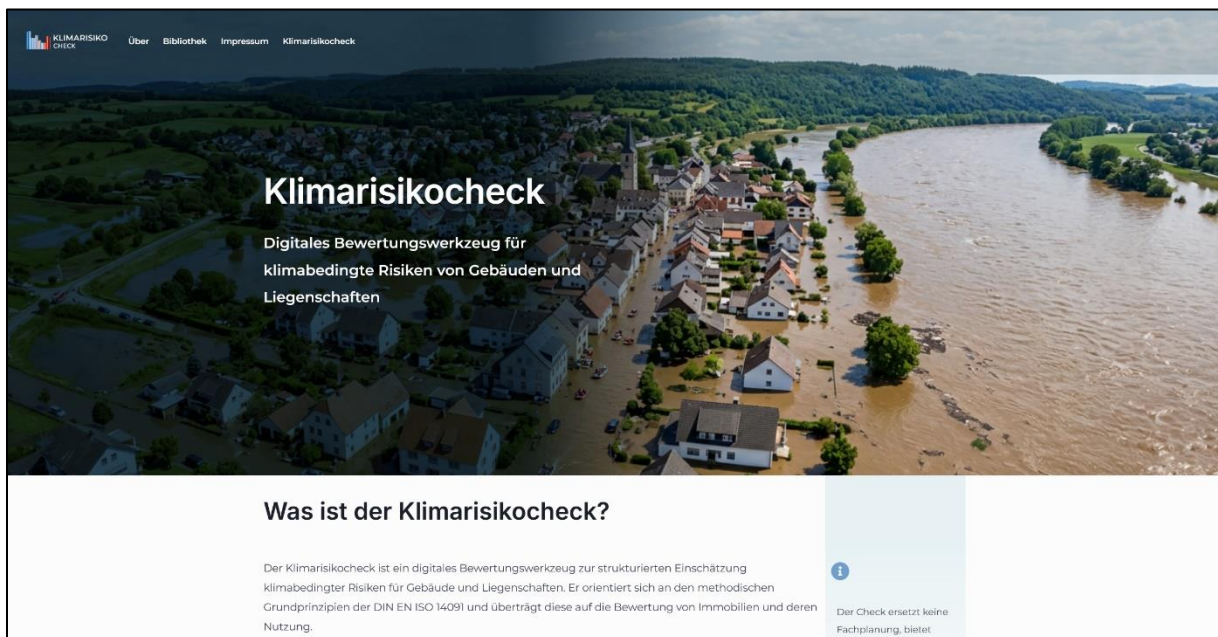 KLIMARISIKO
CHECK
Über Bibliothek Impressum Klimarisikocheck
Klimarisikocheck
Digitales Bewertungswerkzeug für
klimabedingte Risiken von Gebäuden und
Liegenschaften
Was ist der Klimarisikocheck?
Der Klimarisikocheck ist ein digitales Bewertungswerkzeug zur strukturierten Einschätzung
klimabedingter Risiken für Gebäude und Liegenschaften. Er orientiert sich an den methodischen
Grundprinzipien der DIN EN ISO 14091 und überträgt diese auf die Bewertung von Immobilien und deren
Nutzung.
Der Check ersetzt keine
Fachplanung, bietet